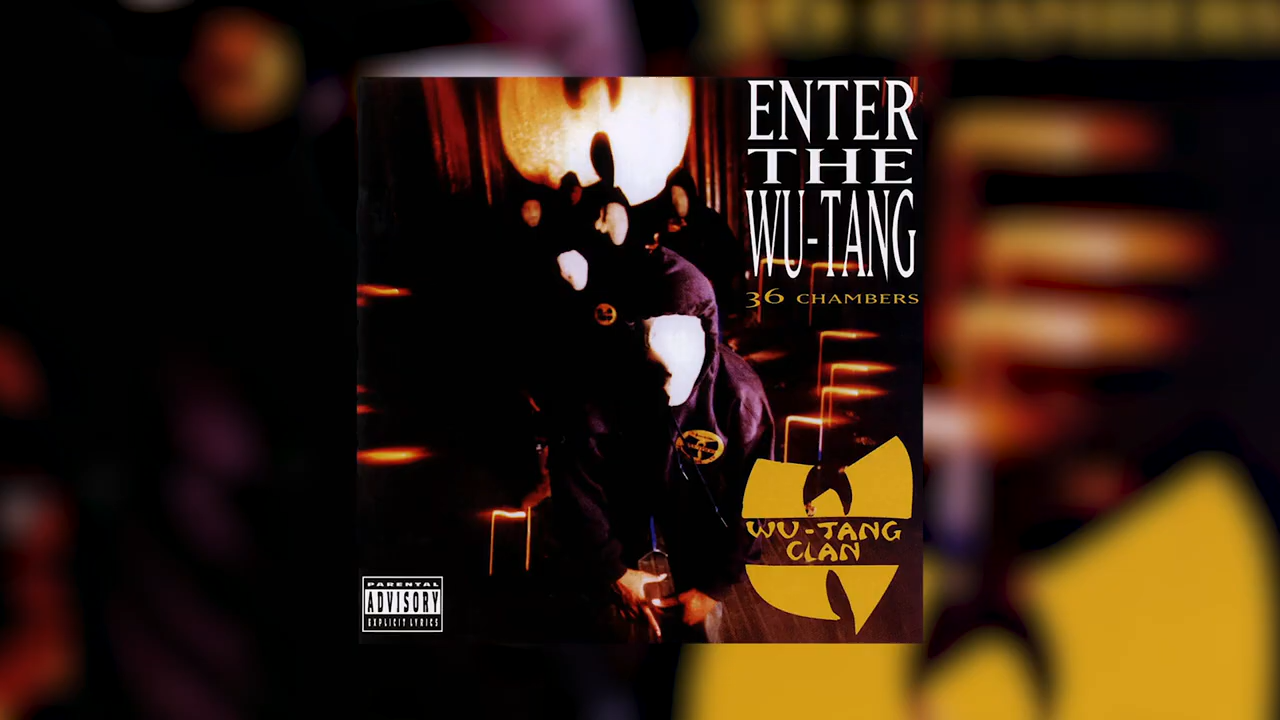 ENTER
THE
WU-TANG
36 CHAMBERS
WU-TANG
CLAN
PARENTAL
ADVISORY
EXPLICIT LYRICS